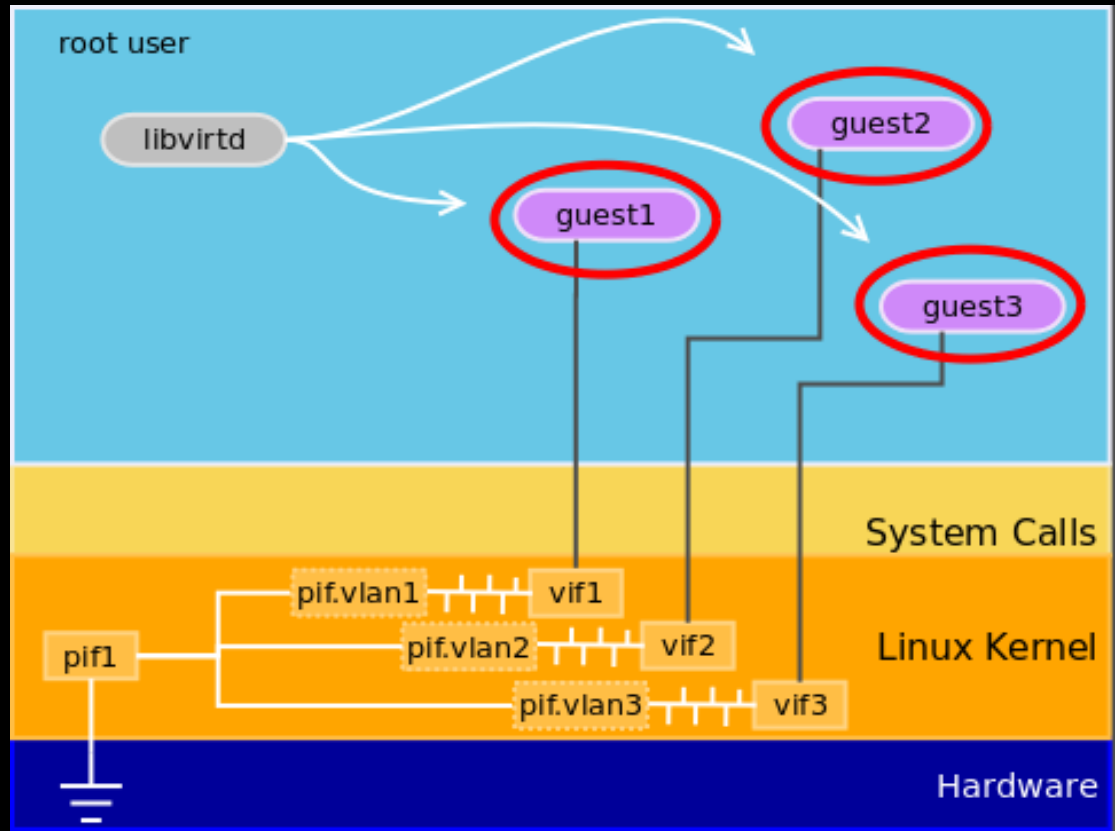 root user
libvirtd
guest2
guest1
guest3
System Calls
pif.vlan1
vif1
pif.vlan2
vif2
pif1
Linux Kernel
pif.vlan3
vif3
Hardware